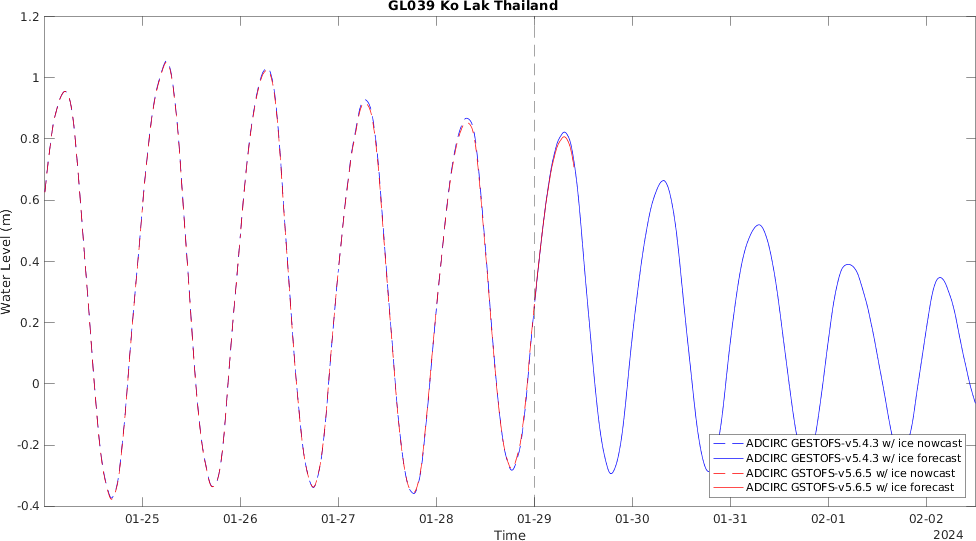 GL039 Ko Lak Thailand
1.2
1
0.8
0.6
0.4
0.2
0
-0.2
-0.4
Water Level (m)
01-25 01-26 01-27 01-28 01-29 01-30 01-31 02-01 02-02
Time
2024
ADCIRC GESTOFS-v5.4.3 w/ ice nowcast
ADCIRC GESTOFS-v5.4.3 w/ ice forecast
ADCIRC GSTOFS-v5.6.5 w/ ice nowcast
ADCIRC GSTOFS-v5.6.5 w/ ice forecast